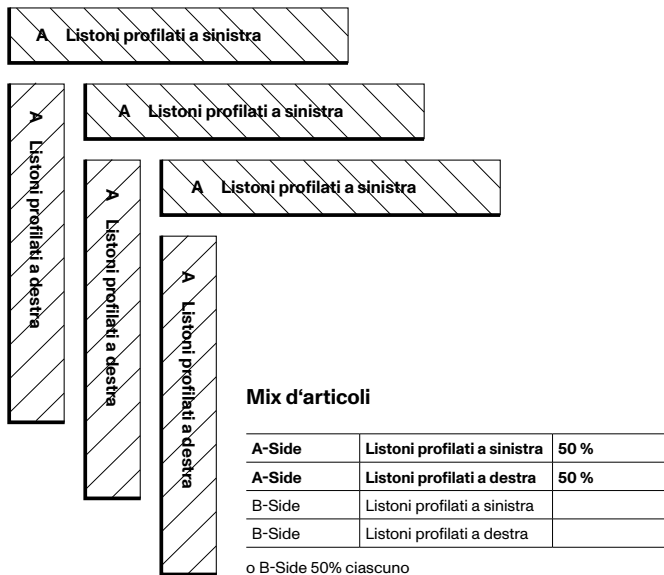 A Listoni profilati a sinistra
A Listoni profilati a destra
A Listoni profilati a sinistra
A Listoni profilati a destra
A Listoni profilati a sinistra
A Listoni profilati a destra
Mix d‘articoli
A-Side Listoni profilati a sinistra 50 %
A-Side Listoni profilati a destra 50 %
B-Side Listoni profilati a sinistra
B-Side Listoni profilati a destra
o B-Side 50% ciascuno